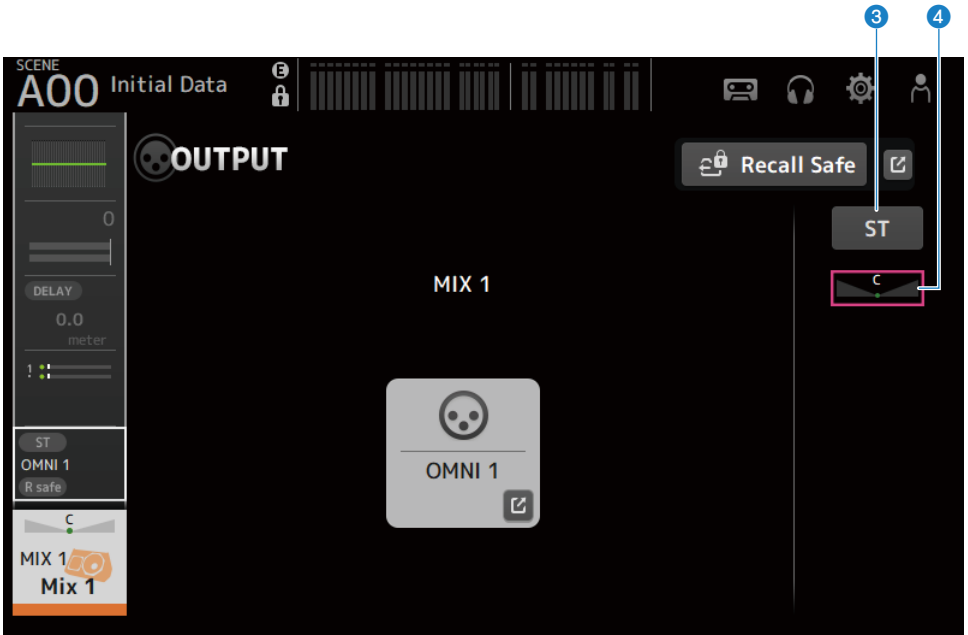 3 4
SCENE
A00 Initial Data E
OUTPUT
Recall Safe
0
ST
C
MIX 1
DELAY
0.0
meter
1
OMNI 1
ST
OMNI 1
R safe
C
MIX 1
Mix 1